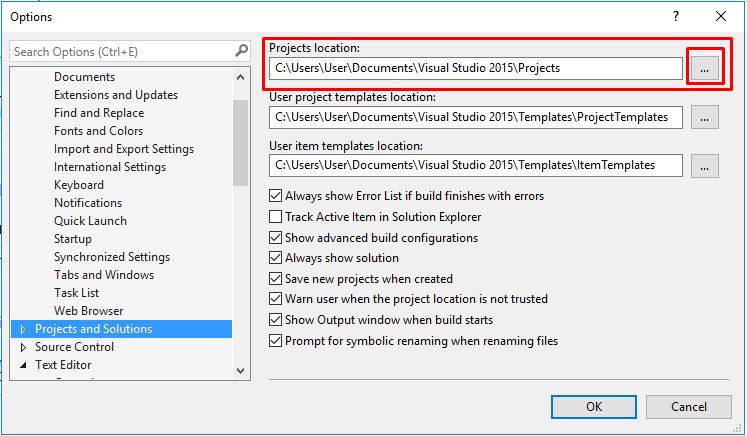 Options
?
Search Options (Ctrl+E)
Documents
Extensions and Updates
Find and Replace
Fonts and Colors
Import and Export Settings
International Settings
Keyboard
Notifications
Quick Launch
Startup
Synchronized Settings
Tabs and Windows
Task List
Web Browser
Projects and Solutions
Source Control
Text Editor
Projects location:
C:\Users\User\Documents\Visual Studio 2015\Projects
...
User project templates location:
C:\Users\User\Documents\Visual Studio 2015\Templates\ProjectTemplates
...
User item templates location:
C:\Users\User\Documents\Visual Studio 2015\Templates\ItemTemplates
...
Always show Error List if build finishes with errors
Track Active Item in Solution Explorer
Show advanced build configurations
Always show solution
Save new projects when created
Warn user when the project location is not trusted
Show Output window when build starts
Prompt for symbolic renaming when renaming files
OK
Cancel